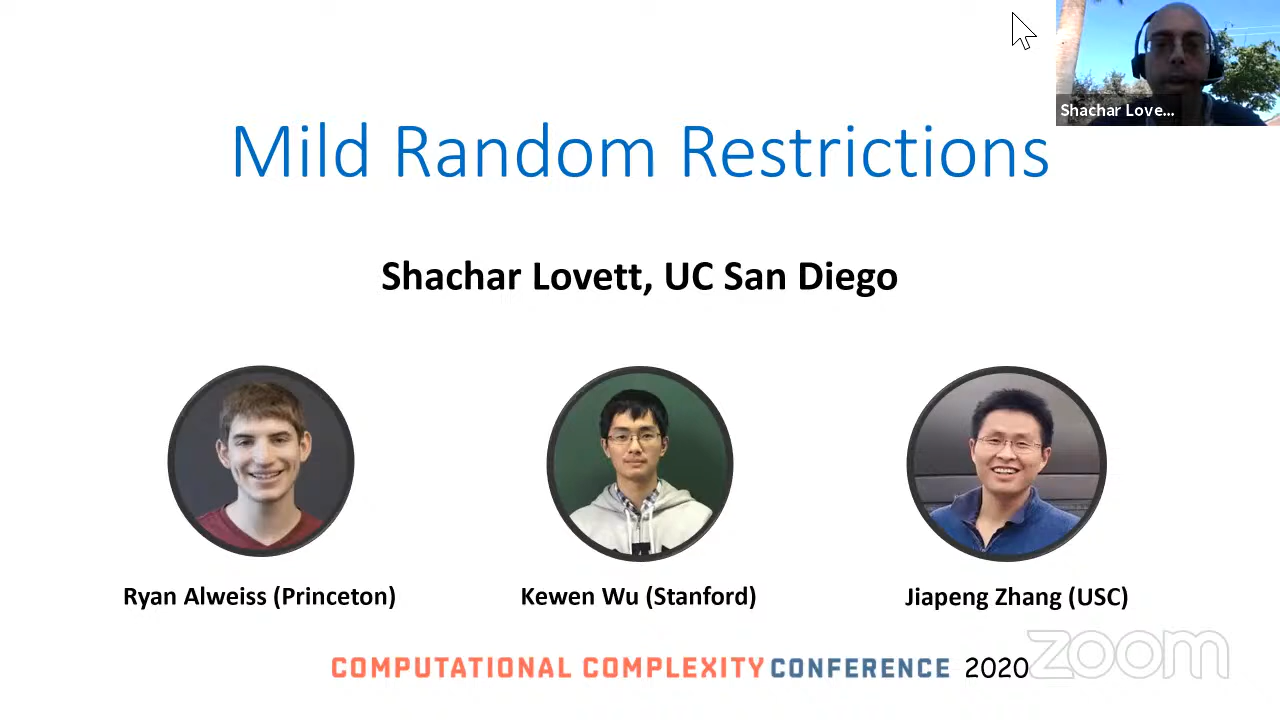 Shachar Love...
Mild Random Restrictions
Shachar Lovett, UC San Diego
Ryan Alweiss (Princeton)
Kewen Wu (Stanford)
Jiapeng Zhang (USC)
COMPUTATIONAL COMPLEXITY CONFERENCE 2020
zoom